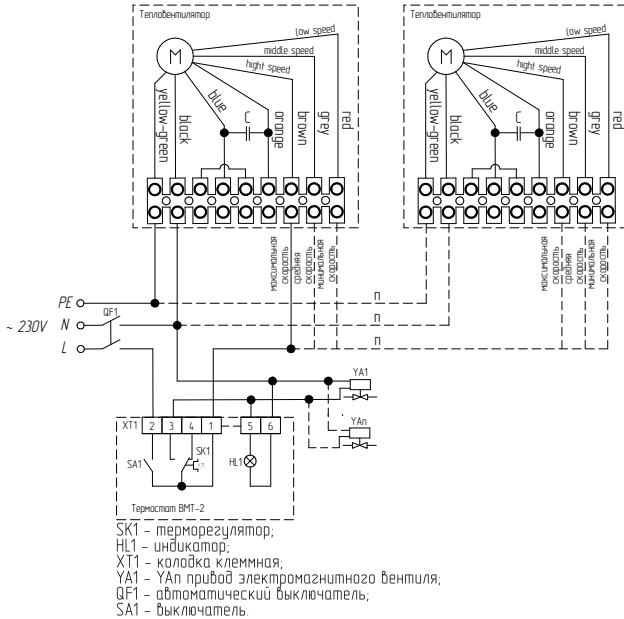 Тепловентилятор
Тепловентилятор
low speed
middle speed
hight speed
M
yellow-green
black
blue
C
orange
brown
grey
red
low speed
middle speed
hight speed
M
yellow-green
black
blue
C
orange
brown
grey
red
максимальная скорость
средняя скорость
минимальная скорость
максимальная скорость
средняя скорость
минимальная скорость
PE
n
QF1
~ 230V
N
n
L
n
YA1
YAn
XT1
2 3 4 1 5 6
SA1
SK1
t°C
HL1
Термостат ВМТ-2
SK1 – терморегулятор;
HL1 – индикатор;
XT1 – колодка клеммная;
YA1 – YAn привод электромагнитного вентиля;
QF1 – автоматический выключатель;
SA1 – выключатель.